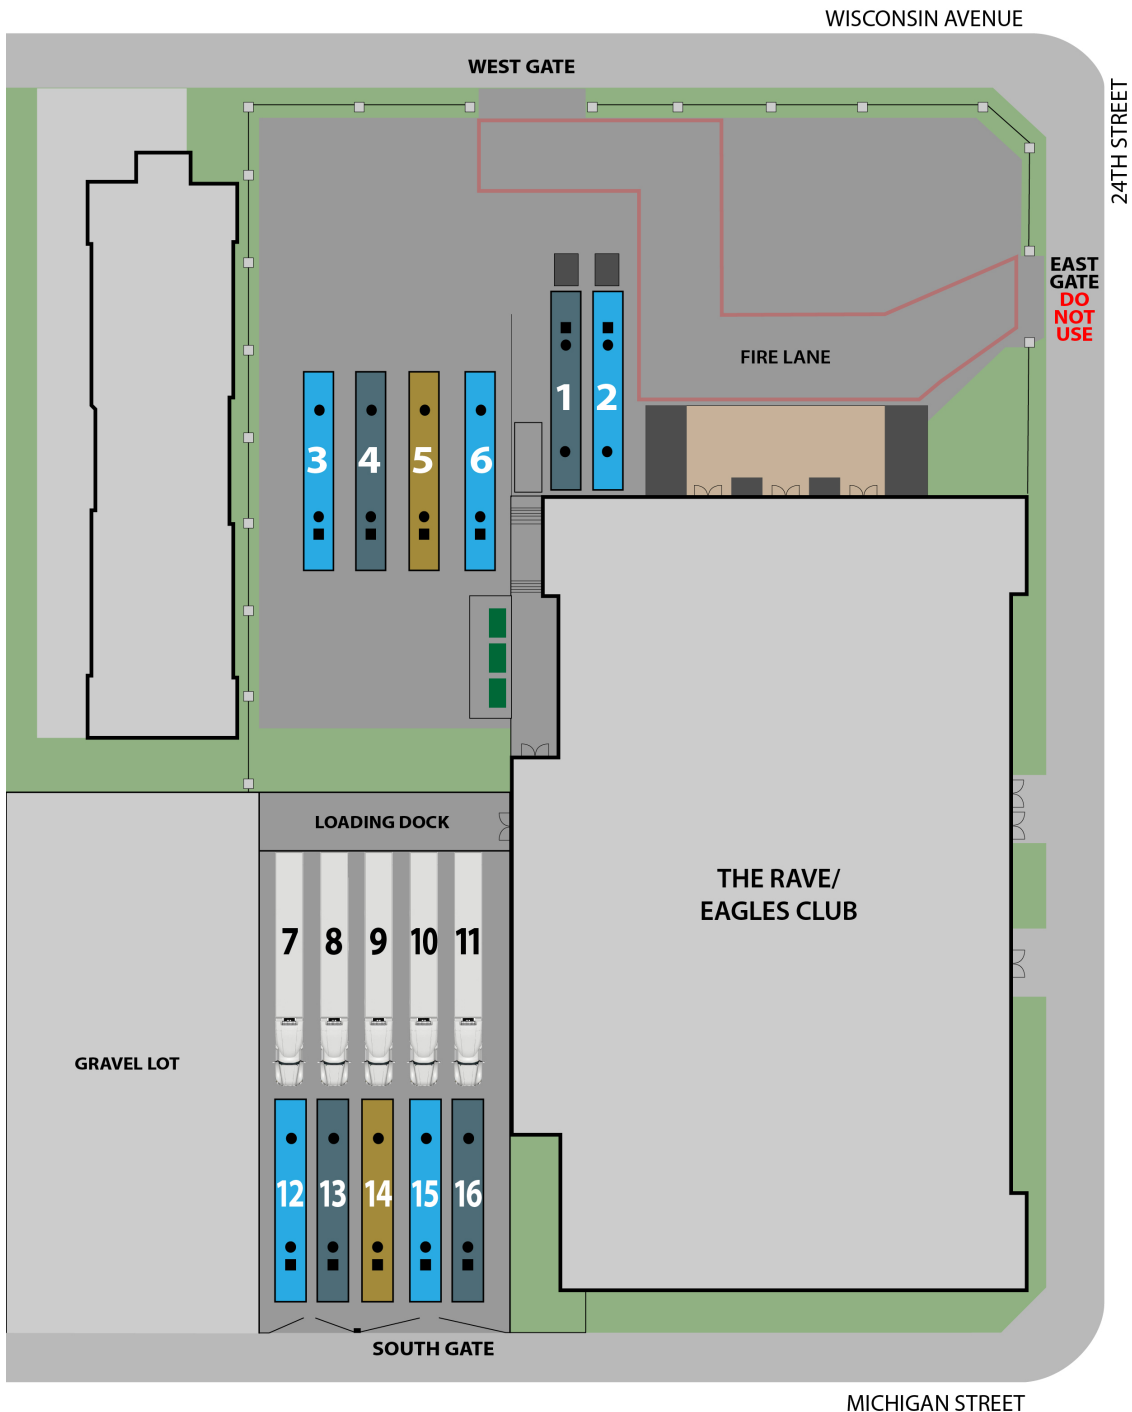 WISCONSIN AVENUE
WEST GATE
24TH STREET
EAST
GATE
DO
NOT
USE
FIRE LANE
1
2
3
4
5
6
LOADING DOCK
THE RAVE/
EAGLES CLUB
7
8
9
10
11
GRAVEL LOT
12
13
14
15
16
SOUTH GATE
MICHIGAN STREET